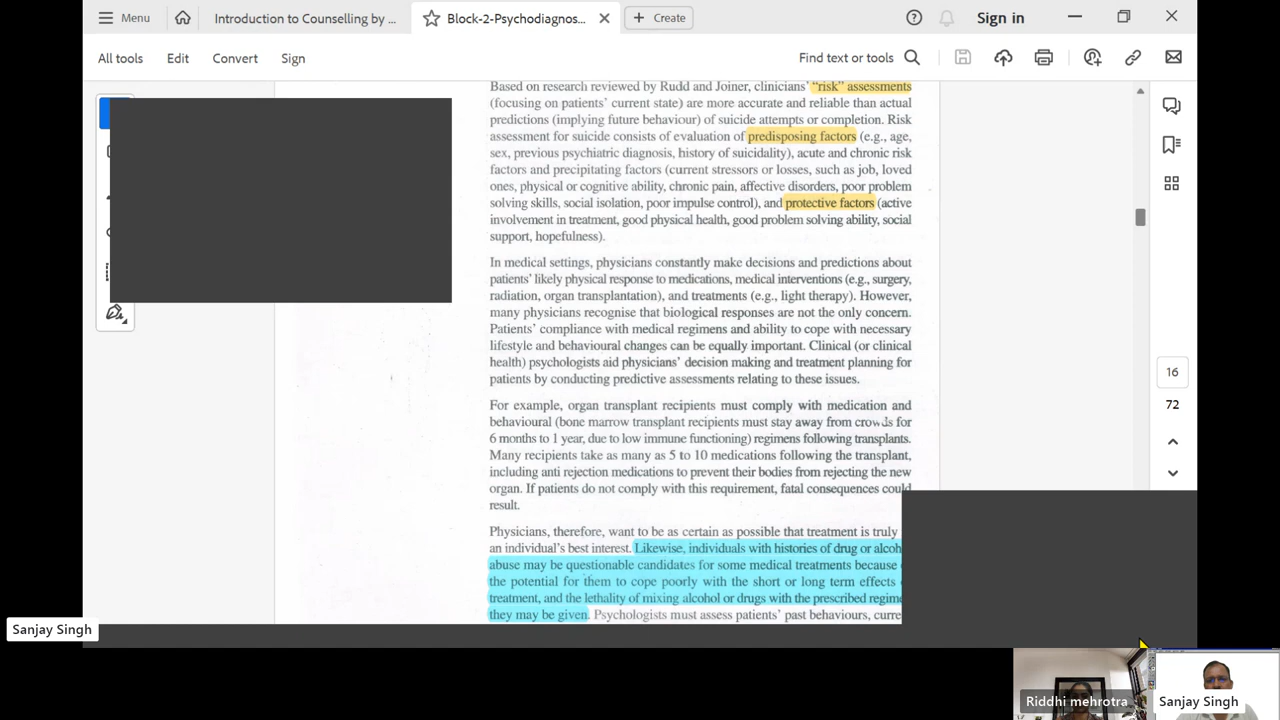 Menu
Introduction to Counselling by ...
Block-2-Psychodiagnos...
Create
Sign in
All tools
Edit
Convert
Sign
Find text or tools
Based on research reviewed by Rudd and Joiner, clinicians' “risk” assessments
(focusing on patients' current state) are more accurate and reliable than actual
predictions (implying future behaviour) of suicide attempts or completion. Risk
assessment for suicide consists of evaluation of predisposing factors (e.g., age,
sex, previous psychiatric diagnosis, history of suicidality), acute and chronic risk
factors and precipitating factors (current stressors or losses, such as job, loved
ones, physical or cognitive ability, chronic pain, affective disorders, poor problem
solving skills, social isolation, poor impulse control), and protective factors (active
involvement in treatment, good physical health, good problem solving ability, social
support, hopefulness).
In medical settings, physicians constantly make decisions and predictions about
patients' likely physical response to medications, medical interventions (e.g., surgery,
radiation, organ transplantation), and treatments (e.g., light therapy). However,
many physicians recognise that biological responses are not the only concern.
Patients' compliance with medical regimens and ability to cope with necessary
lifestyle and behavioural changes can be equally important. Clinical (or clinical
health) psychologists aid physicians' decision making and treatment planning for
patients by conducting predictive assessments relating to these issues.
For example, organ transplant recipients must comply with medication and
behavioural (bone marrow transplant recipients must stay away from crowds for
6 months to 1 year, due to low immune functioning) regimens following transplants.
Many recipients take as many as 5 to 10 medications following the transplant,
including anti rejection medications to prevent their bodies from rejecting the new
organ. If patients do not comply with this requirement, fatal consequences could
result.
Physicians, therefore, want to be as certain as possible that treatment is truly
an individual's best interest. Likewise, individuals with histories of drug or
abuse may be questionable candidates for some medical treatments because
the potential for them to cope poorly with the short or long term effects
treatment, and the lethality of mixing alcohol or drugs with the prescribed
they may be given. Psychologists must assess patients' past behaviours,
16
72
Sanjay Singh
Riddhi mehrotra
Sanjay Singh